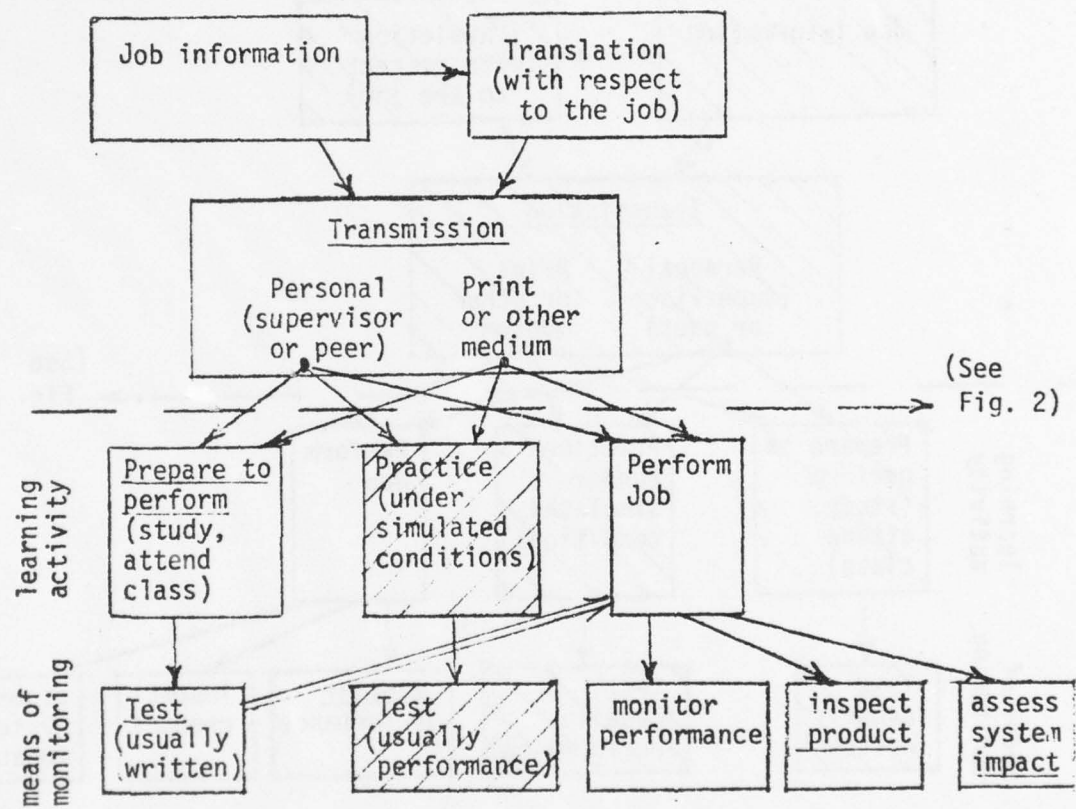 Job information
Translation
(with respect
to the job)
Transmission
Personal
(supervisor
or peer)
Print
or other
medium
(See
Fig. 2)
learning
activity
Prepare to
perform
(study,
attend
class)
Practice
(under
simulated
conditions)
Perform
Job
means of
monitoring
Test
(usually
written)
Test
(usually
performance)
monitor
performance
inspect
product
assess
system
impact